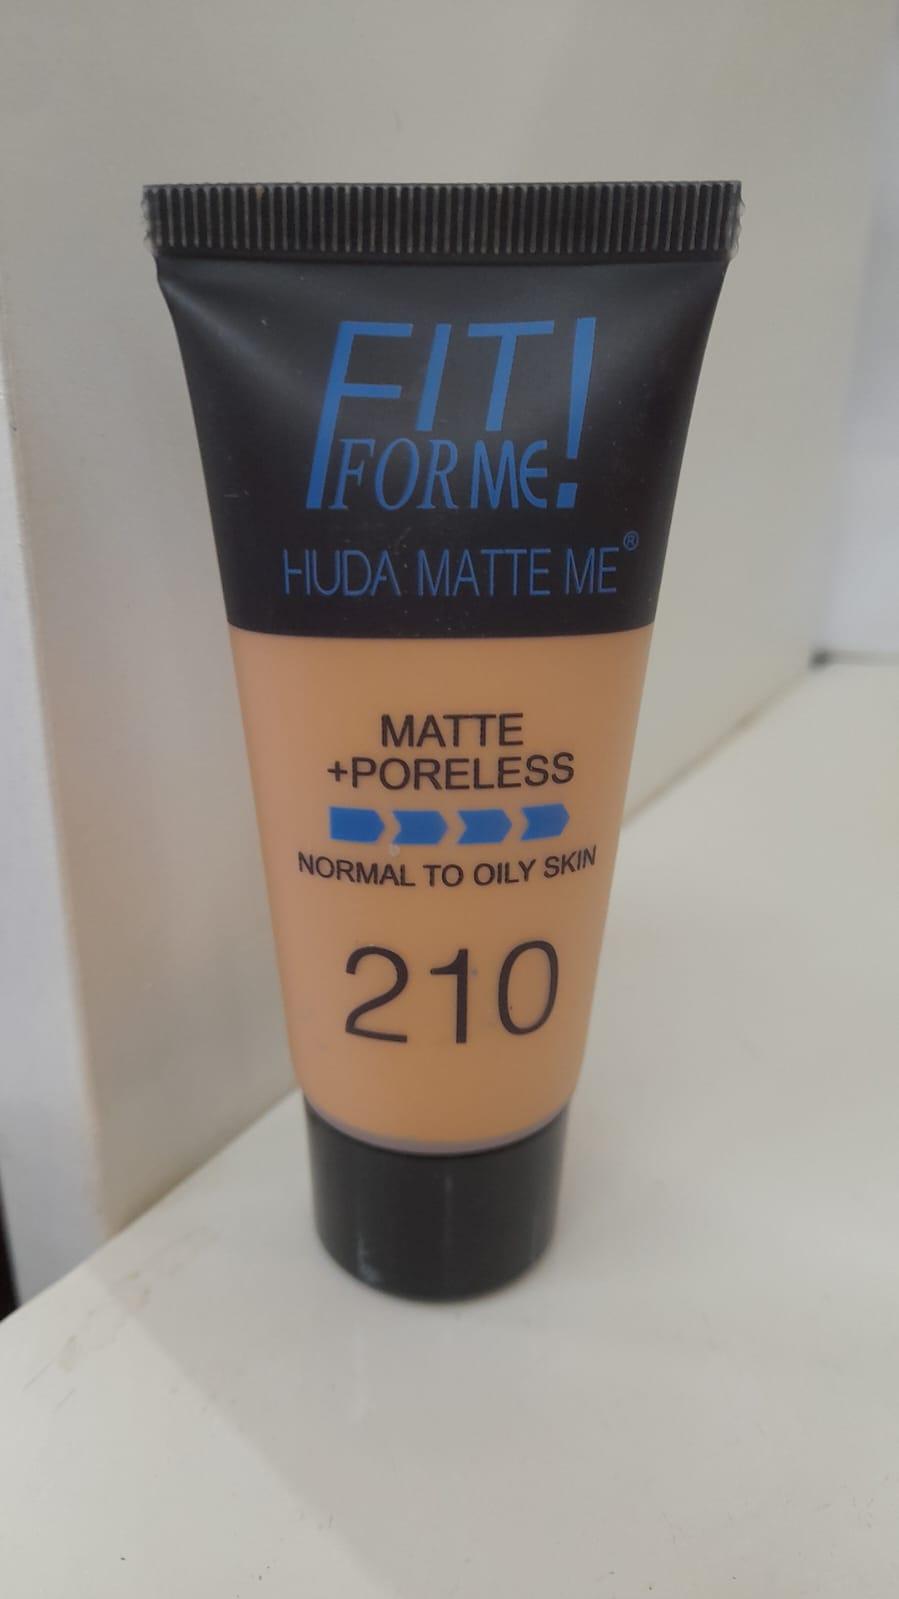 FIT!
FOR ME
HUDA MATTE ME®
MATTE
+PORELESS
NORMAL TO OILY SKIN
210